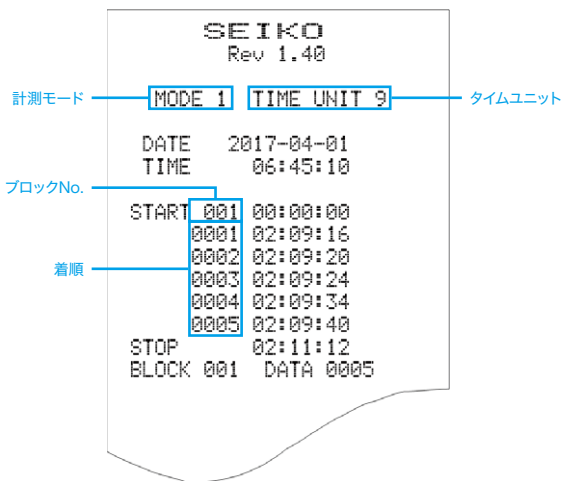 SEIKO
Rev 1.40
計測モード MODE 1 TIME UNIT 9 タイムユニット
DATE 2017-04-01
TIME 06:45:10
ブロックNo.
START 001 00:00:00
0001 02:09:16
0002 02:09:20
着順 0003 02:09:24
0004 02:09:34
0005 02:09:40
STOP 02:11:12
BLOCK 001 DATA 0005